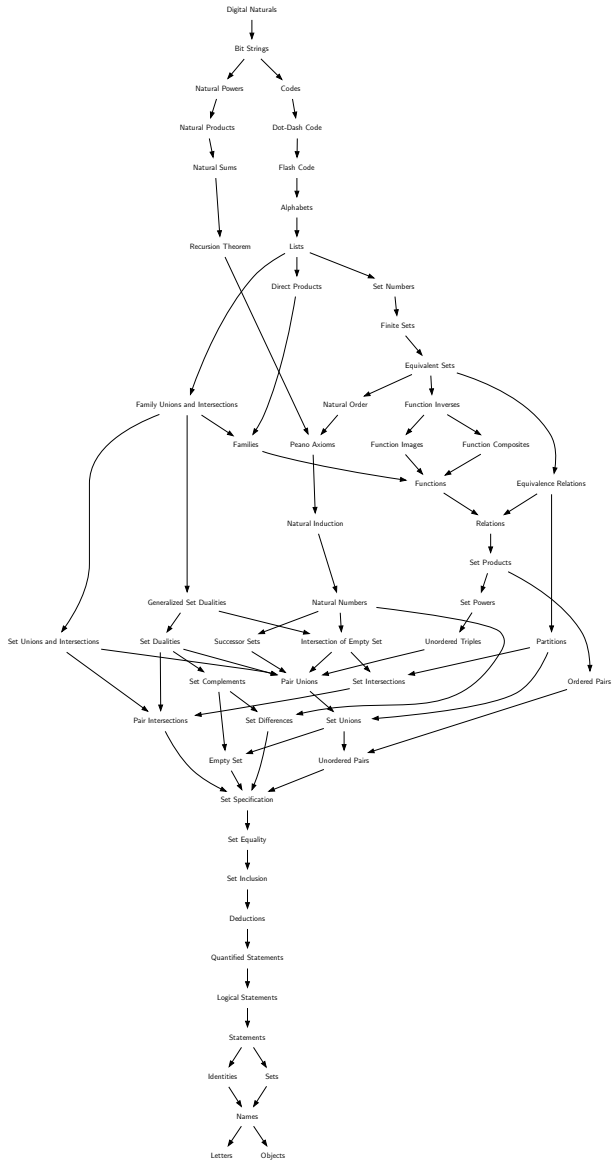 Digital Naturals
Bit Strings
Natural Powers
Codes
Natural Products
Dot-Dash Code
Natural Sums
Flash Code
Alphabets
Recursion Theorem
Lists
Direct Products
Set Numbers
Finite Sets
Equivalent Sets
Family Unions and Intersections
Natural Order
Function Inverses
Families
Peano Axioms
Function Images
Function Composites
Functions
Equivalence Relations
Natural Induction
Relations
Set Products
Generalized Set Dualities
Natural Numbers
Set Powers
Set Unions and Intersections
Set Dualities
Successor Sets
Intersection of Empty Set
Unordered Triples
Partitions
Set Complements
Pair Unions
Set Intersections
Ordered Pairs
Pair Intersections
Set Differences
Set Unions
Empty Set
Unordered Pairs
Set Specification
Set Equality
Set Inclusion
Deductions
Quantified Statements
Logical Statements
Statements
Identities
Sets
Names
Letters
Objects